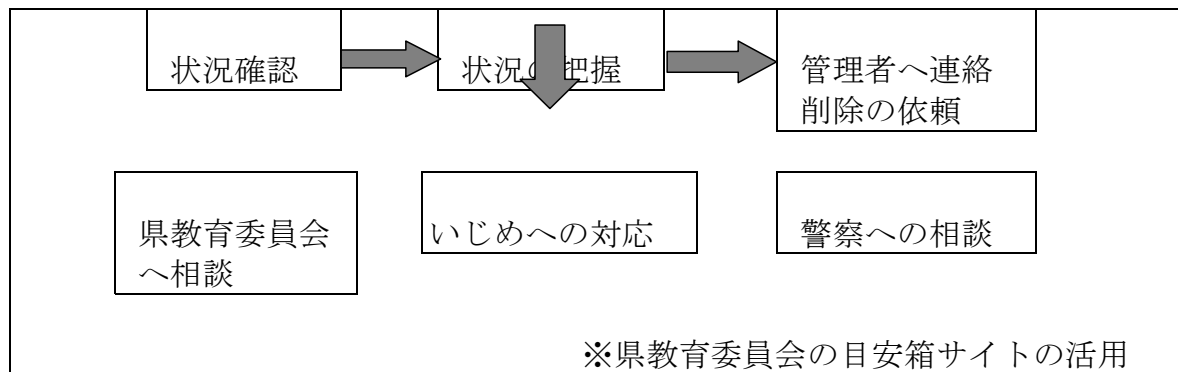 状況確認
状況の把握
管理者へ連絡
削除の依頼
県教育委員会
へ相談
いじめへの対応
警察への相談
※県教育委員会の目安箱サイトの活用